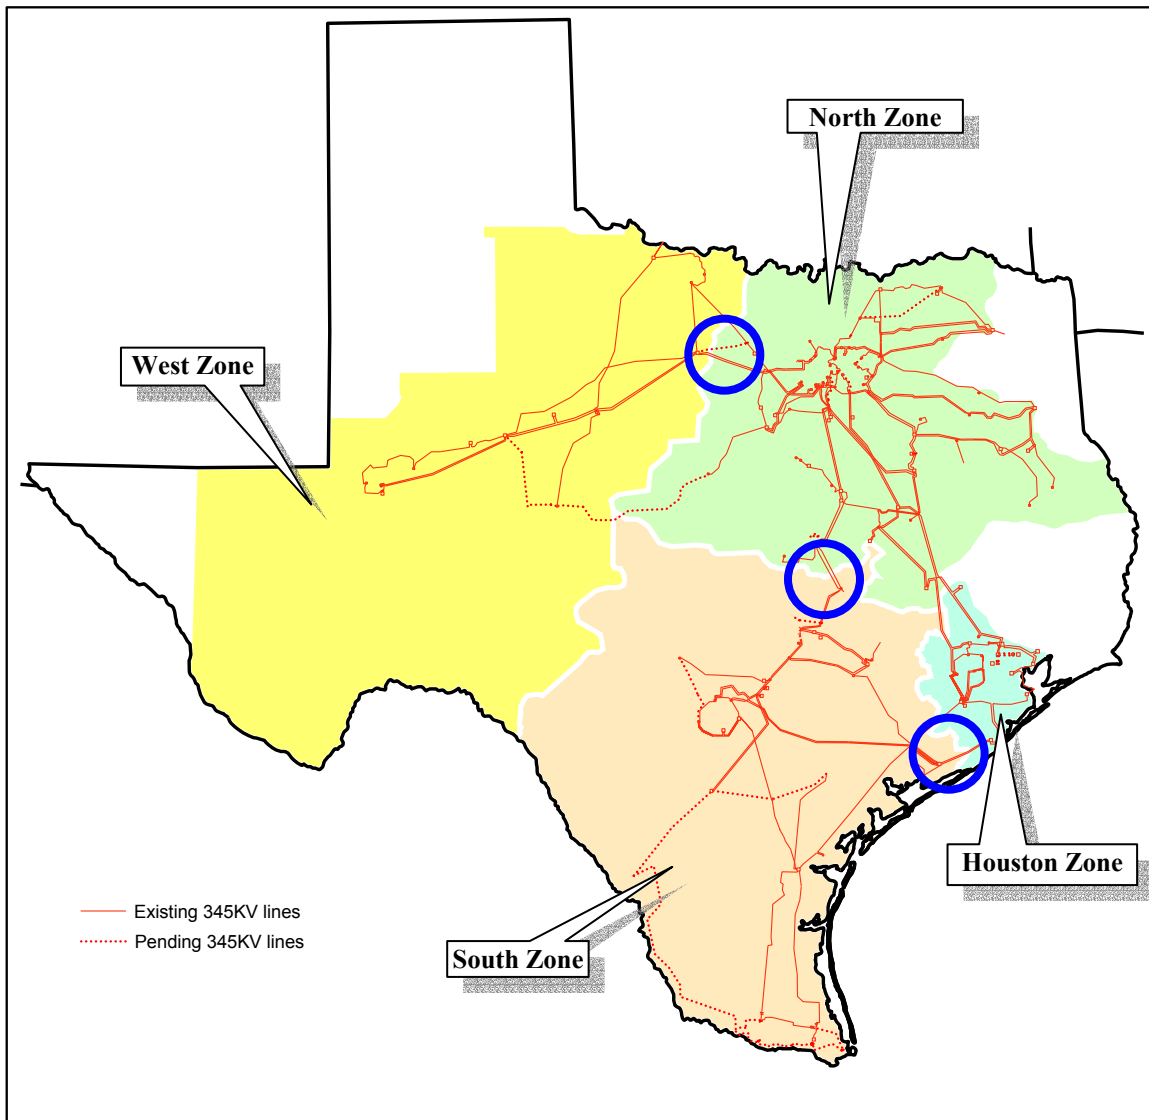 North Zone
West Zone
Houston Zone
Existing 345KV lines
Pending 345KV lines
South Zone